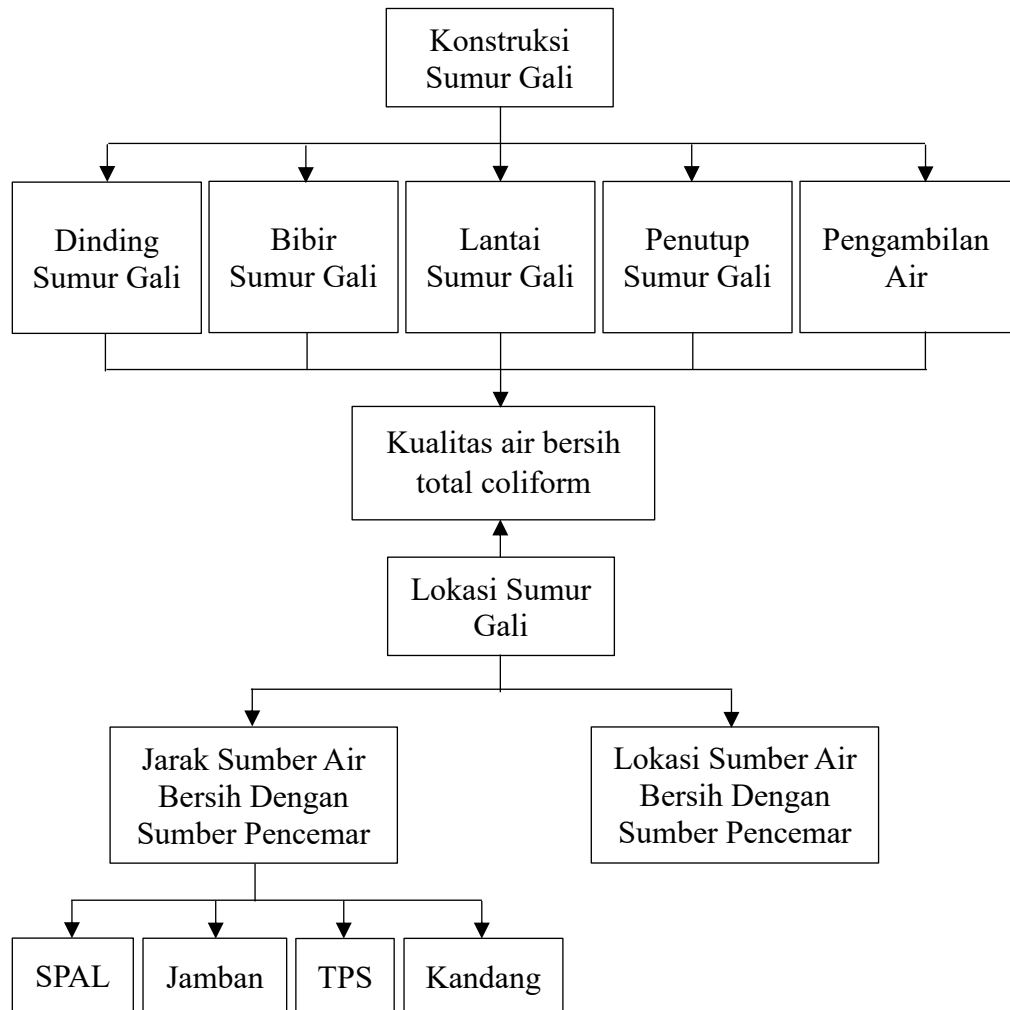 Konstruksi
Sumur Gali
Dinding
Sumur Gali
Bibir
Sumur Gali
Lantai
Sumur Gali
Penutup
Sumur Gali
Pengambilan
Air
Kualitas air bersih
total coliform
Lokasi Sumur
Gali
Jarak Sumber Air
Bersih Dengan
Sumber Pencemar
Lokasi Sumber Air
Bersih Dengan
Sumber Pencemar
SPAL
Jamban
TPS
Kandang